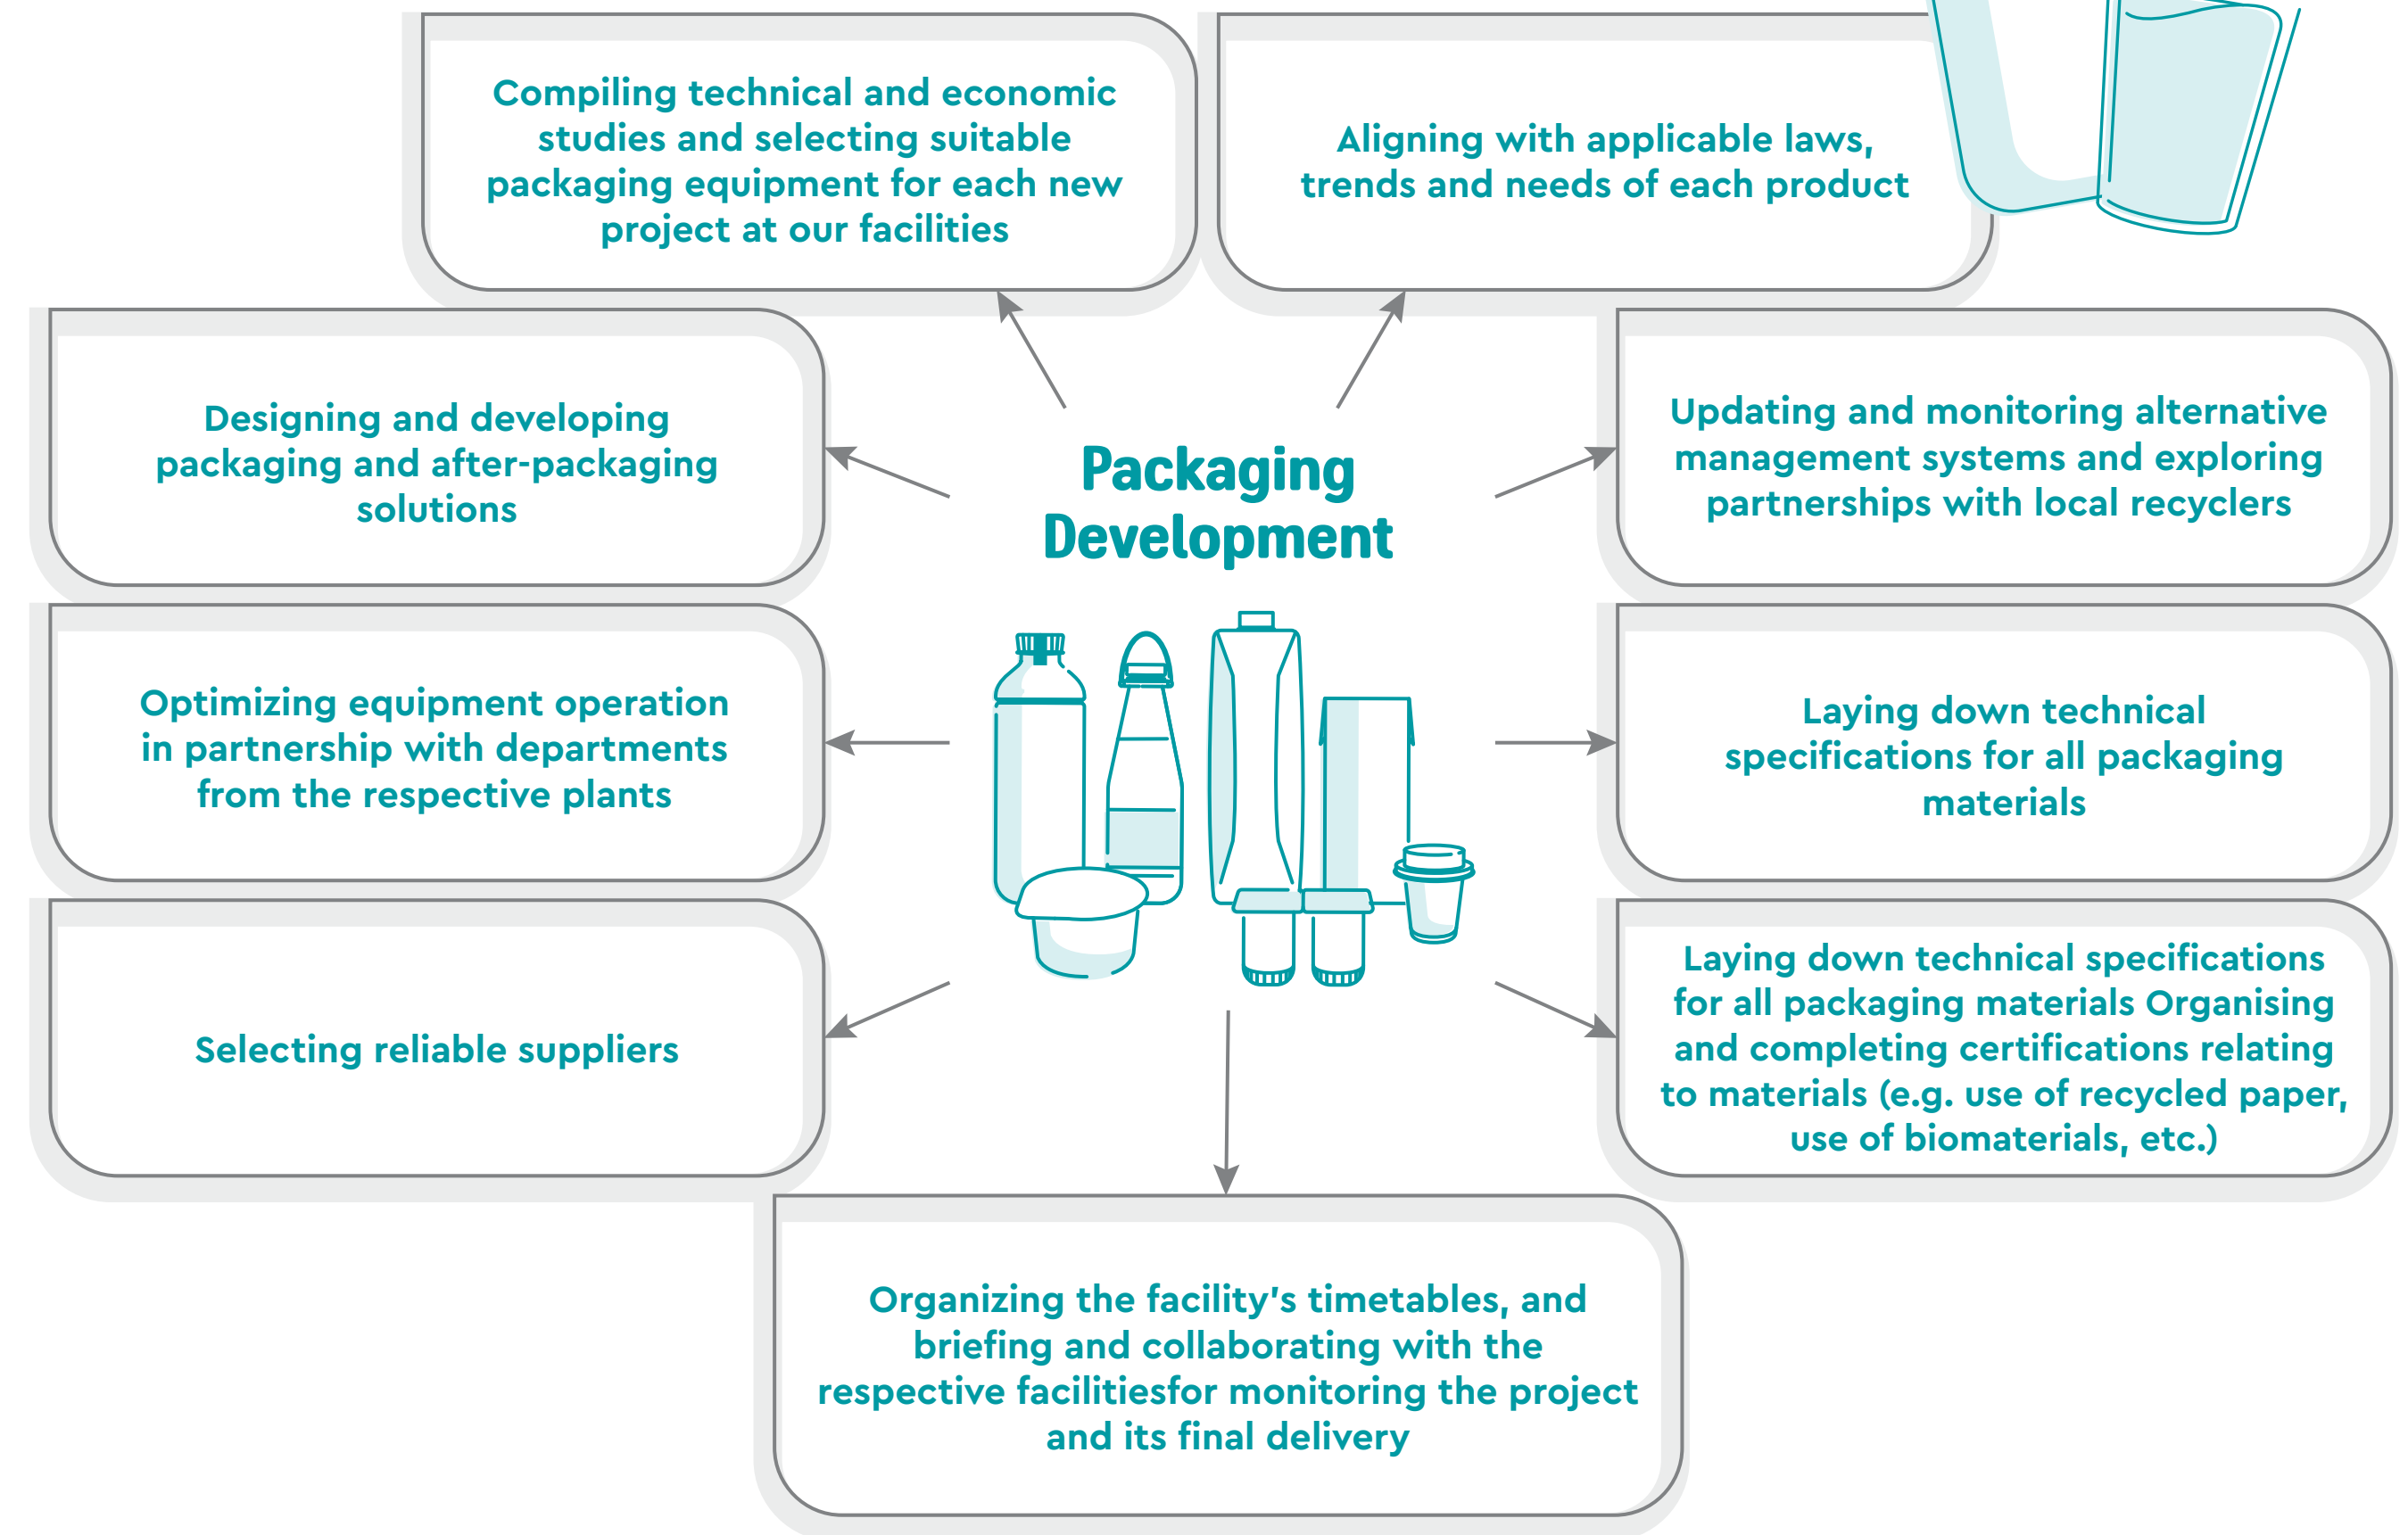 Compiling technical and economic
studies and selecting suitable
packaging equipment for each new
project at our facilities
Aligning with applicable laws,
trends and needs of each product
Designing and developing
packaging and after-packaging
solutions
Packaging
Development
Updating and monitoring alternative
management systems and exploring
partnerships with local recyclers
Optimizing equipment operation
in partnership with departments
from the respective plants
Laying down technical
specifications for all packaging
materials
Selecting reliable suppliers
Laying down technical specifications
for all packaging materials Organising
and completing certifications relating
to materials (e.g. use of recycled paper,
use of biomaterials, etc.)
Organizing the facility’s timetables, and
briefing and collaborating with the
respective facilitiesfor monitoring the project
and its final delivery